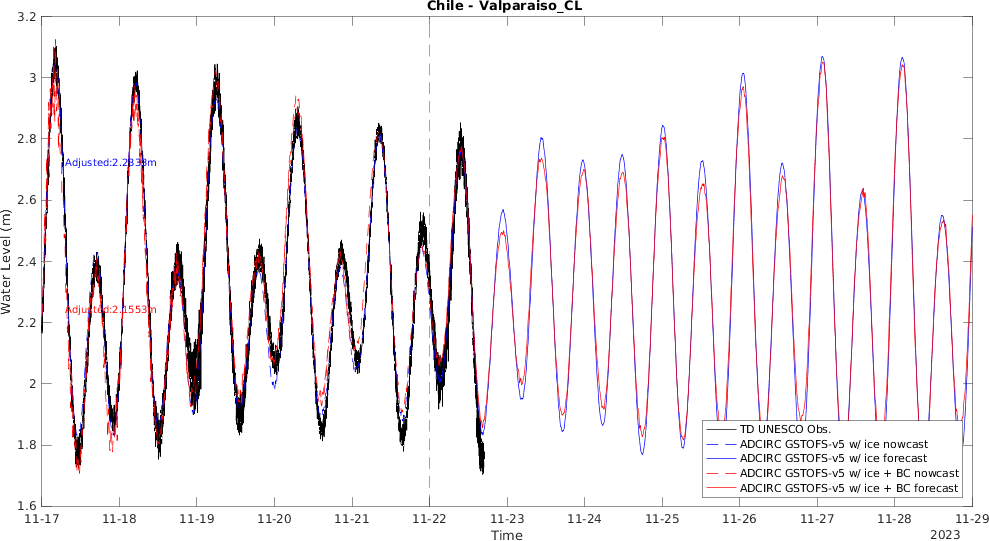 Chile - Valparaiso_CL
3.2
3
2.8
2.6
2.4
2.2
2
1.8
1.6
Water Level (m)
Adjusted:2.2333m
Adjusted:2.1553m
TD UNESCO Obs.
ADCIRC GSTOFS-v5 w/ ice nowcast
ADCIRC GSTOFS-v5 w/ ice forecast
ADCIRC GSTOFS-v5 w/ ice + BC nowcast
ADCIRC GSTOFS-v5 w/ ice + BC forecast
11-17 11-18 11-19 11-20 11-21 11-22 11-23 11-24 11-25 11-26 11-27 11-28 11-29
Time
2023